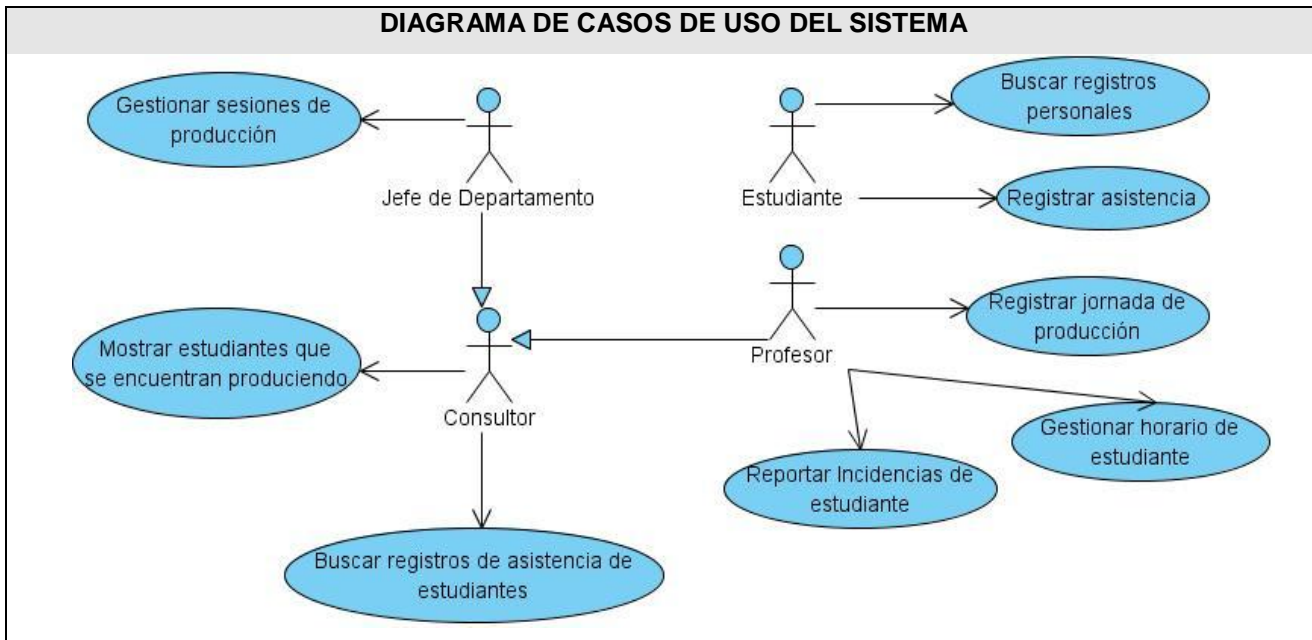 DIAGRAMA DE CASOS DE USO DEL SISTEMA
Gestionar sesiones de
producción
Jefe de Departamento
Estudiante
Buscar registros
personales
Registrar asistencia
Mostrar estudiantes que
se encuentran produciendo
Consultor
Profesor
Registrar jornada de
producción
Gestionar horario de
estudiante
Reportar Incidencias de
estudiante
Buscar registros de asistencia de
estudiantes